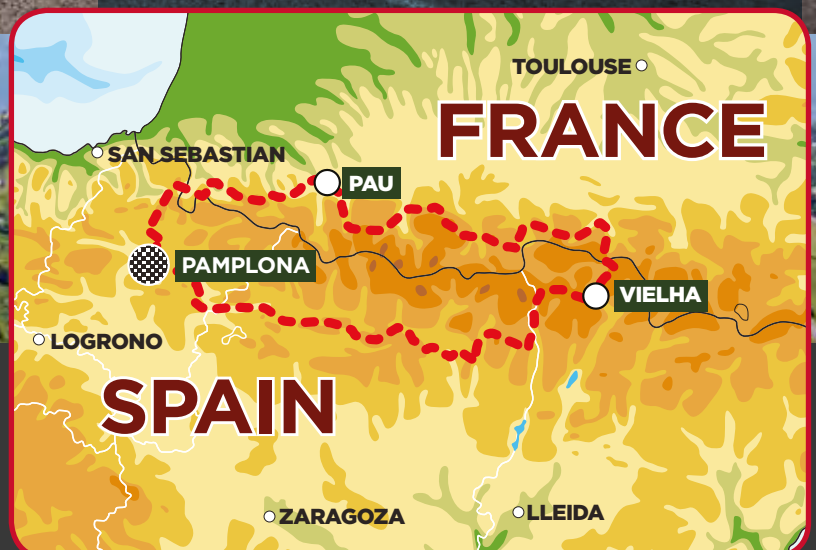 TOULOUSE
FRANCE
SAN SEBASTIAN
PAU
PAMPLONA
VIELHA
LOGRONO
SPAIN
ZARAGOZA
LLEIDA